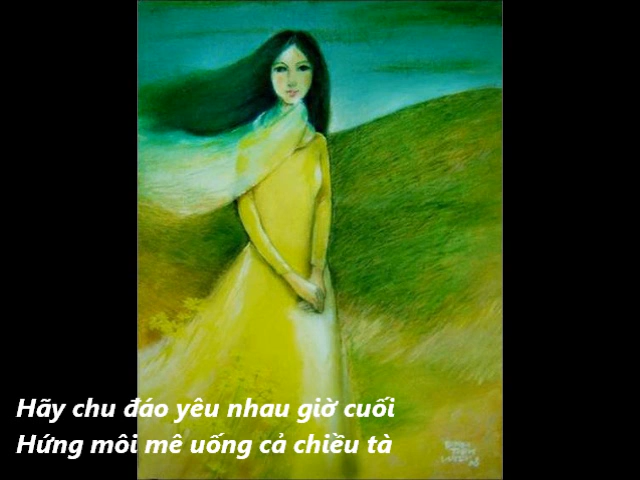 Hãy chu đáo yêu nhau giờ cuối
Hứng môi mê uống cả chiều tà